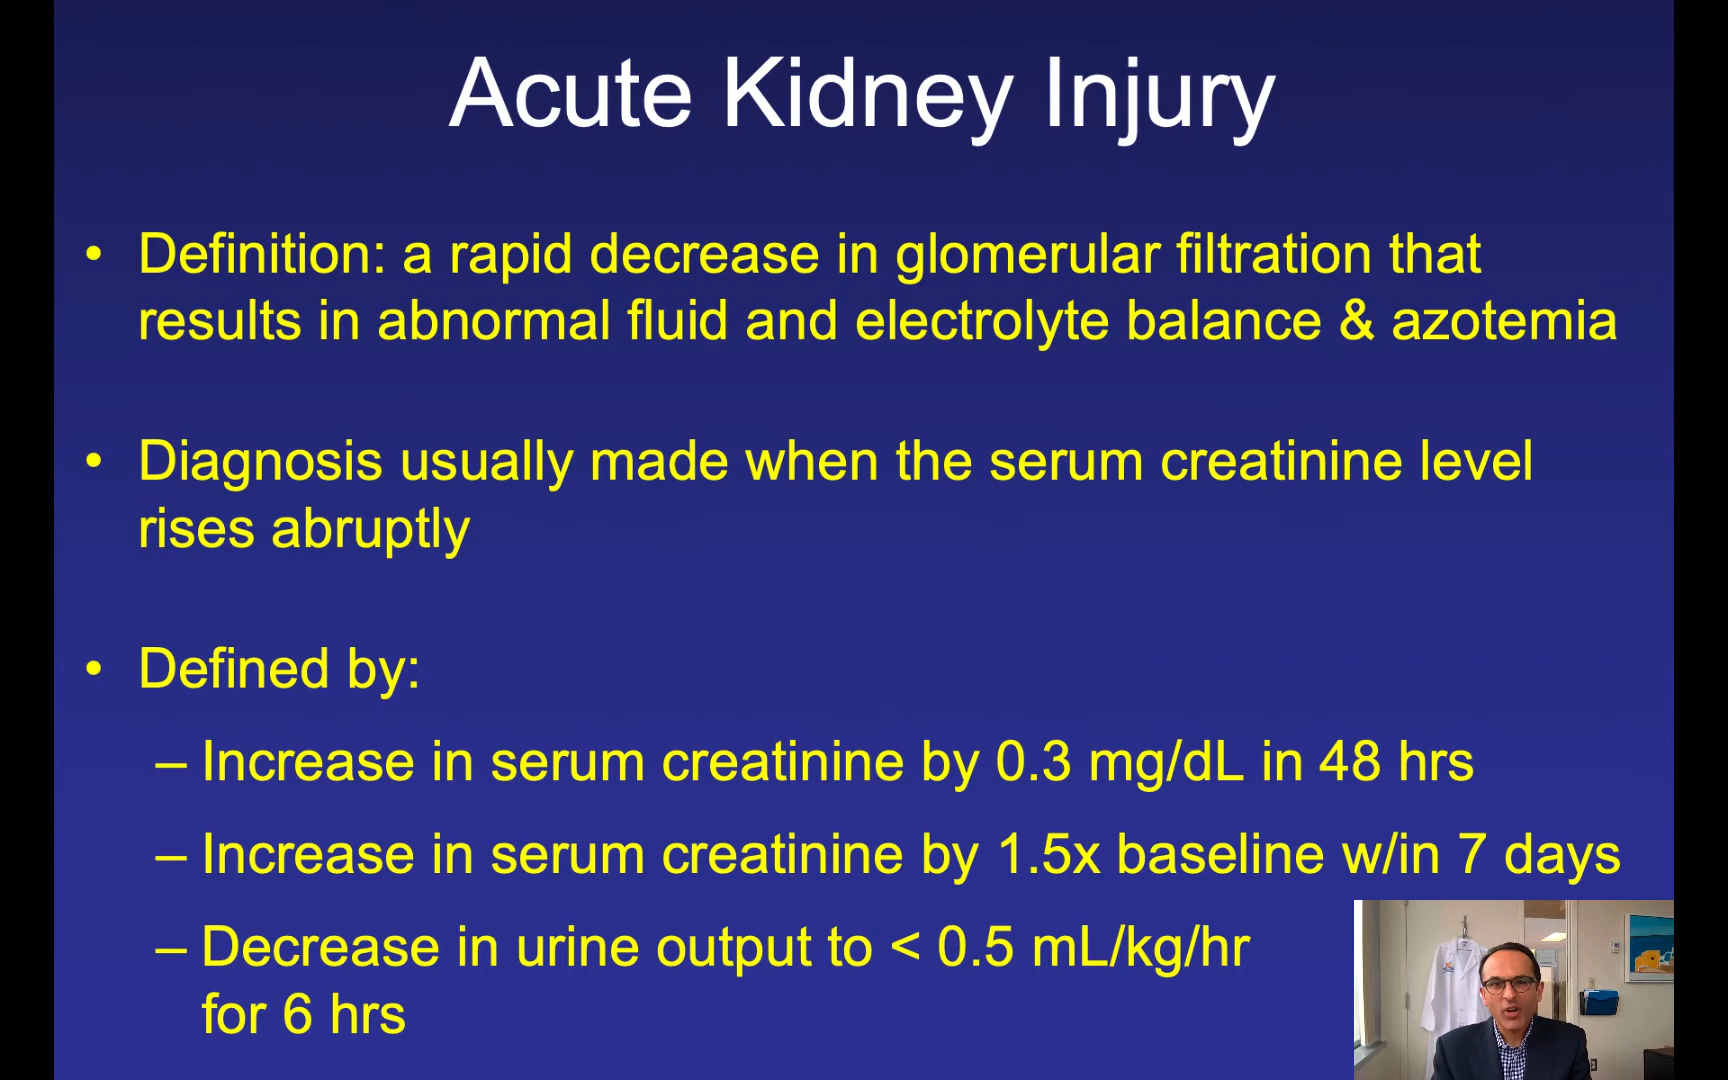 Acute Kidney Injury
• Definition: a rapid decrease in glomerular filtration that
results in abnormal fluid and electrolyte balance & azotemia
• Diagnosis usually made when the serum creatinine level
rises abruptly
• Defined by:
– Increase in serum creatinine by 0.3 mg/dL in 48 hrs
– Increase in serum creatinine by 1.5x baseline w/in 7 days
– Decrease in urine output to < 0.5 mL/kg/hr
for 6 hrs